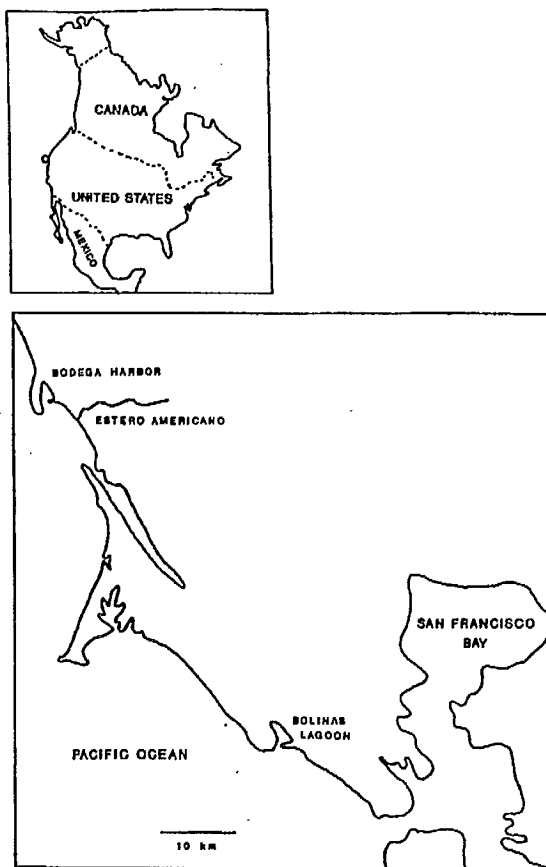 CANADA
UNITED STATES
MEXICO
BODEGA HARBOR
ESTERO AMERICANO
SAN FRANCISCO
BAY
BOLINAS
LAGOON
PACIFIC OCEAN
10 km